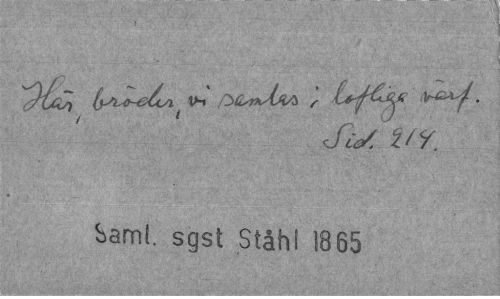 Här, bröder, vi samlas i lofliga värf.
Sid. 214.
Saml. sgst Ståhl 1865